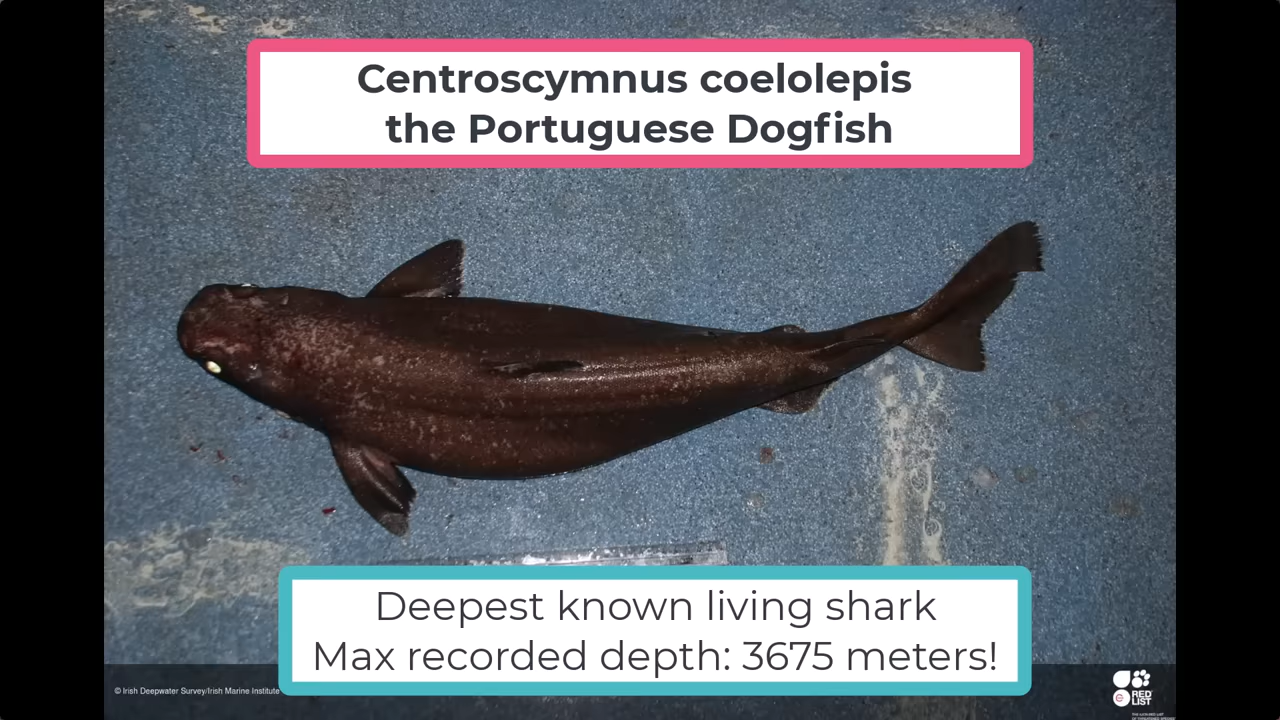 Centroscymnus coelolepis
the Portuguese Dogfish
Deepest known living shark
Max recorded depth: 3675 meters!
© Irish Deepwater Survey/Irish Marine Institute
RED
LIST